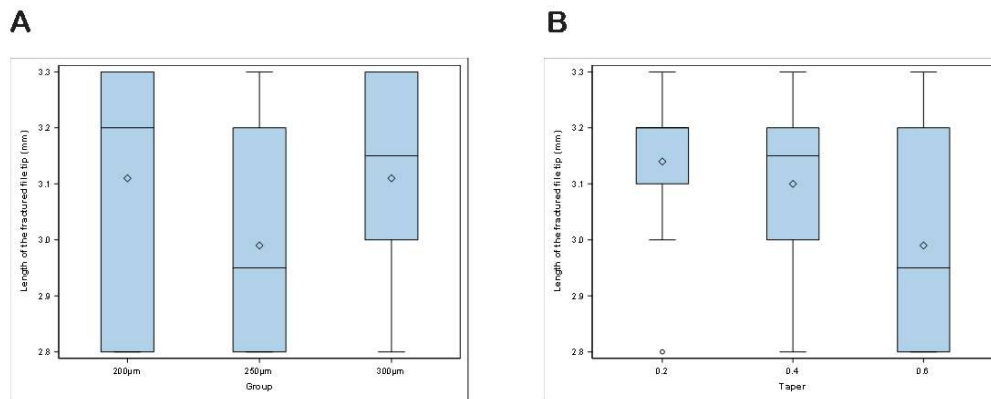 A
B
Length of the fractured file tip (mm)
3.3
3.2
3.1
3.0
2.9
2.8
200µm
250µm
300µm
Group
Length of the fractured file tip (mm)
3.3
3.2
3.1
3.0
2.9
2.8
0.2
0.4
0.6
Taper